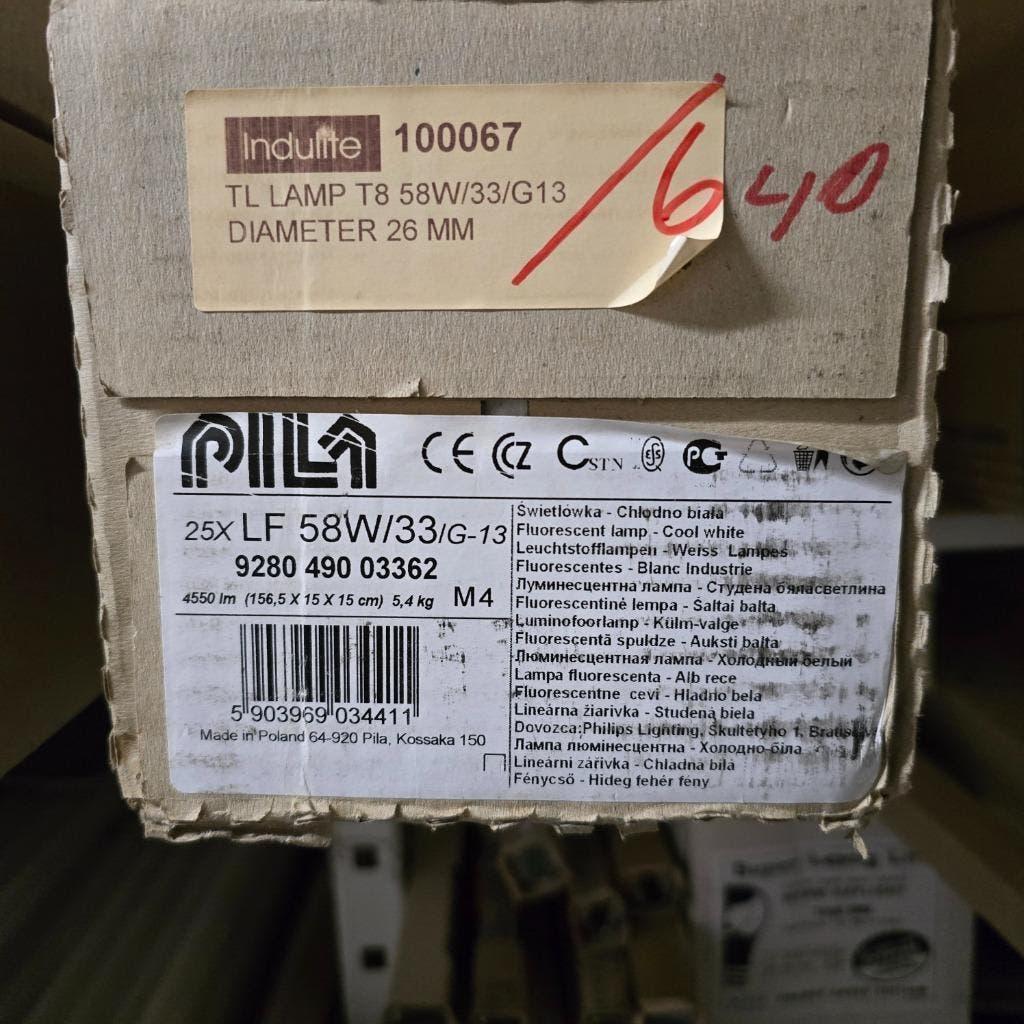 Indulite 100067
TL LAMP T8 58W/33/G13
DIAMETER 26 MM
/640
PILA CE CZ CSTN
25X LF 58W/33/G-13
9280 490 03362
4550 lm (156,5 X 15 X 15 cm) 5,4 kg M4
5 903969 034411
Made in Poland 64-920 Pila, Kossaka 150
Świetlówka - Chłodno biała
Fluorescent lamp - Cool white
Leuchtstofflampen - Weiss Lampes
Fluorescentes - Blanc Industrie
Луминесцентна лампа - Студена бяласветлина
Fluorescentinė lempa - Šaltai balta
Luminofoorlamp - Külm-valge
Fluorescentā spuldze - Auksti balta
Люминесцентная лампа - Холодный белый
Lampa fluorescenta - Alb rece
Fluorescentne cevi - Hladno bela
Lineárna žiarivka - Studená biela
Dovozca:Philips Lighting, Škultétyho 1, Bratislava
Лампа люмінесцентна - Холодно-біла
Lineární zářivka - Chladná bílá
Fénycső - Hideg fehér fény